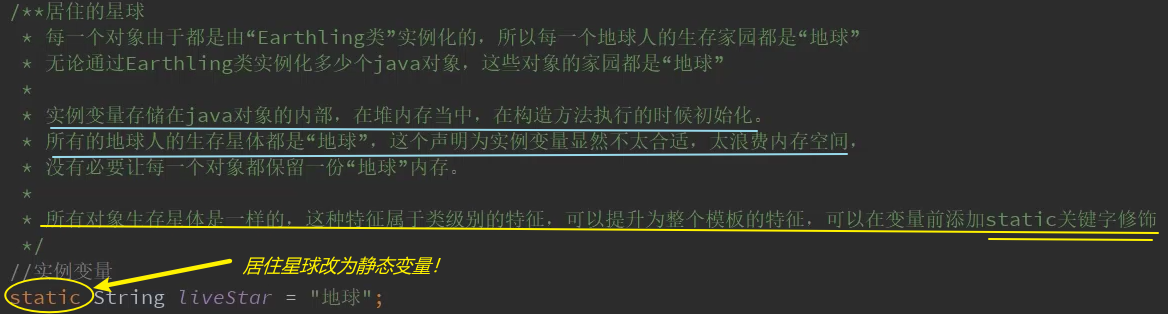 /**居住的星球
* 每一个对象由于都是由“Earthling类”实例化的，所以每一个地球人的生存家园都是“地球”
* 无论通过Earthling类实例化多少个java对象，这些对象的家园都是“地球”
*
* 实例变量存储在java对象的内部，在堆内存当中，在构造方法执行的时候初始化。
* 所有的地球人的生存星体都是“地球”，这个声明为实例变量显然不太合适，太浪费内存空间，
* 没有必要让每一个对象都保留一份“地球”内存。
*
* 所有对象生存星体是一样的，这种特征属于类级别的特征，可以提升为整个模板的特征，可以在变量前添加static关键字修饰
*/
//实例变量
居住星球改为静态变量！
static String liveStar = "地球";